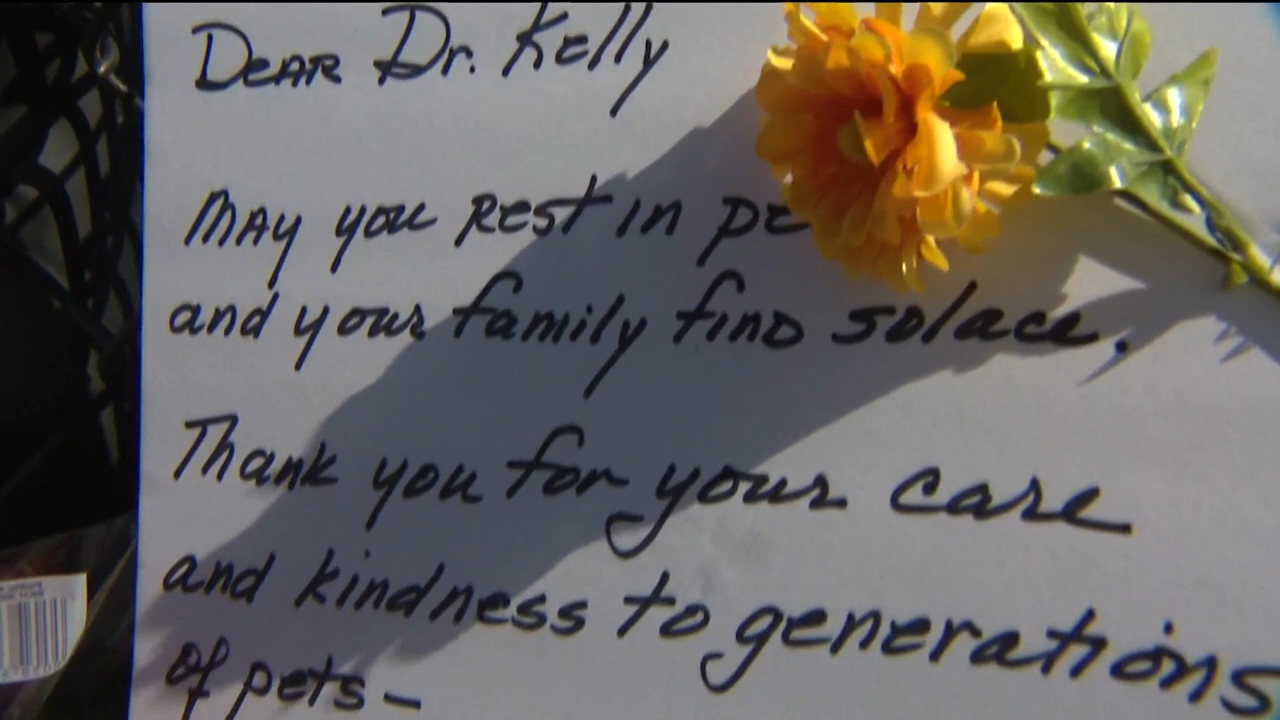 Dear Dr. Kelly
May you rest in pe
and your family find solace.
Thank you for your care
and kindness to generations
of pets-